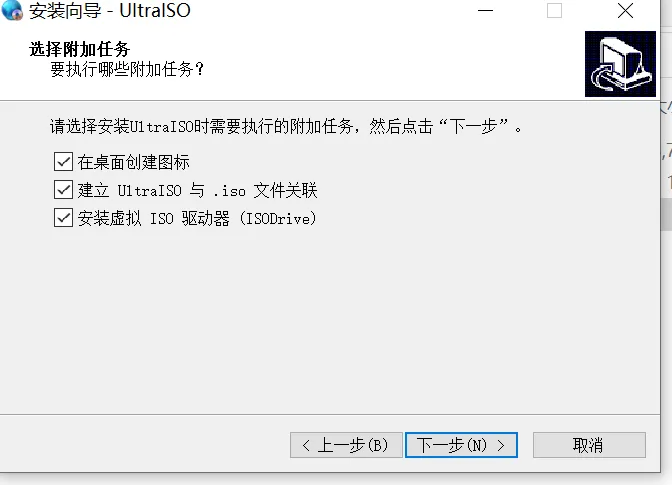 安装向导 - UltraISO
选择附加任务
要执行哪些附加任务？
请选择安装UltraISO时需要执行的附加任务，然后点击“下一步”。
在桌面创建图标
建立 UltraISO 与 .iso 文件关联
安装虚拟 ISO 驱动器 (ISODrive)
< 上一步(B)
下一步(N) >
取消